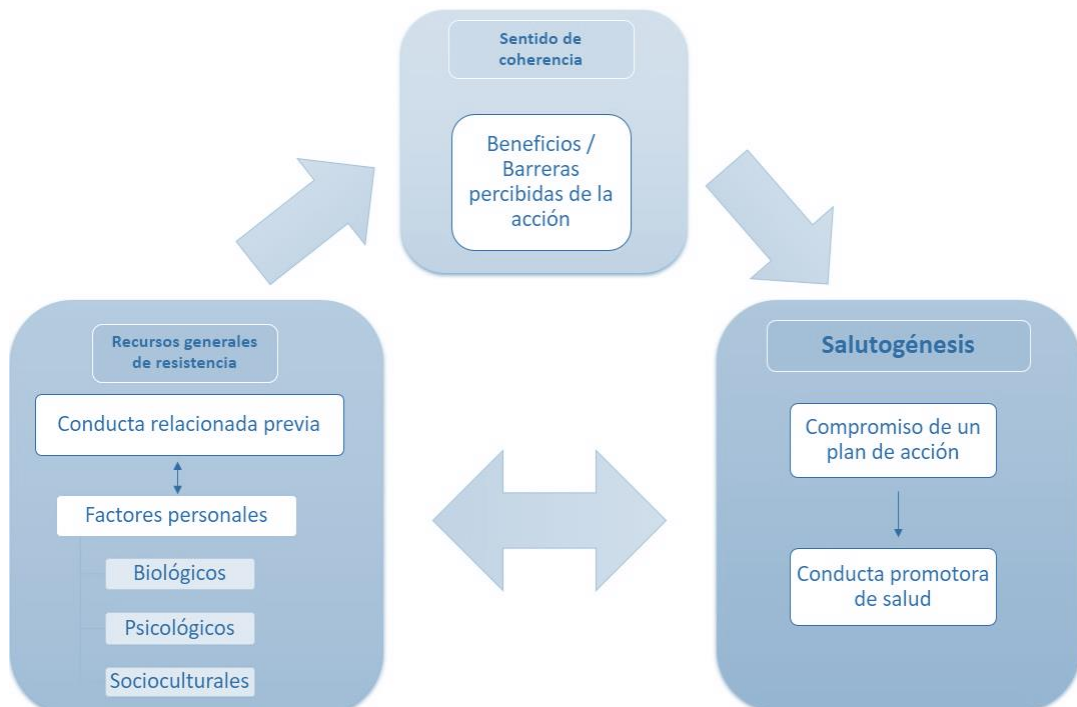 Sentido de
coherencia
Beneficios /
Barreras
percibidas de la
acción
Recursos generales
de resistencia
Conducta relacionada previa
Factores personales
Biológicos
Psicológicos
Socioculturales
Salutogénesis
Compromiso de un
plan de acción
Conducta promotora
de salud